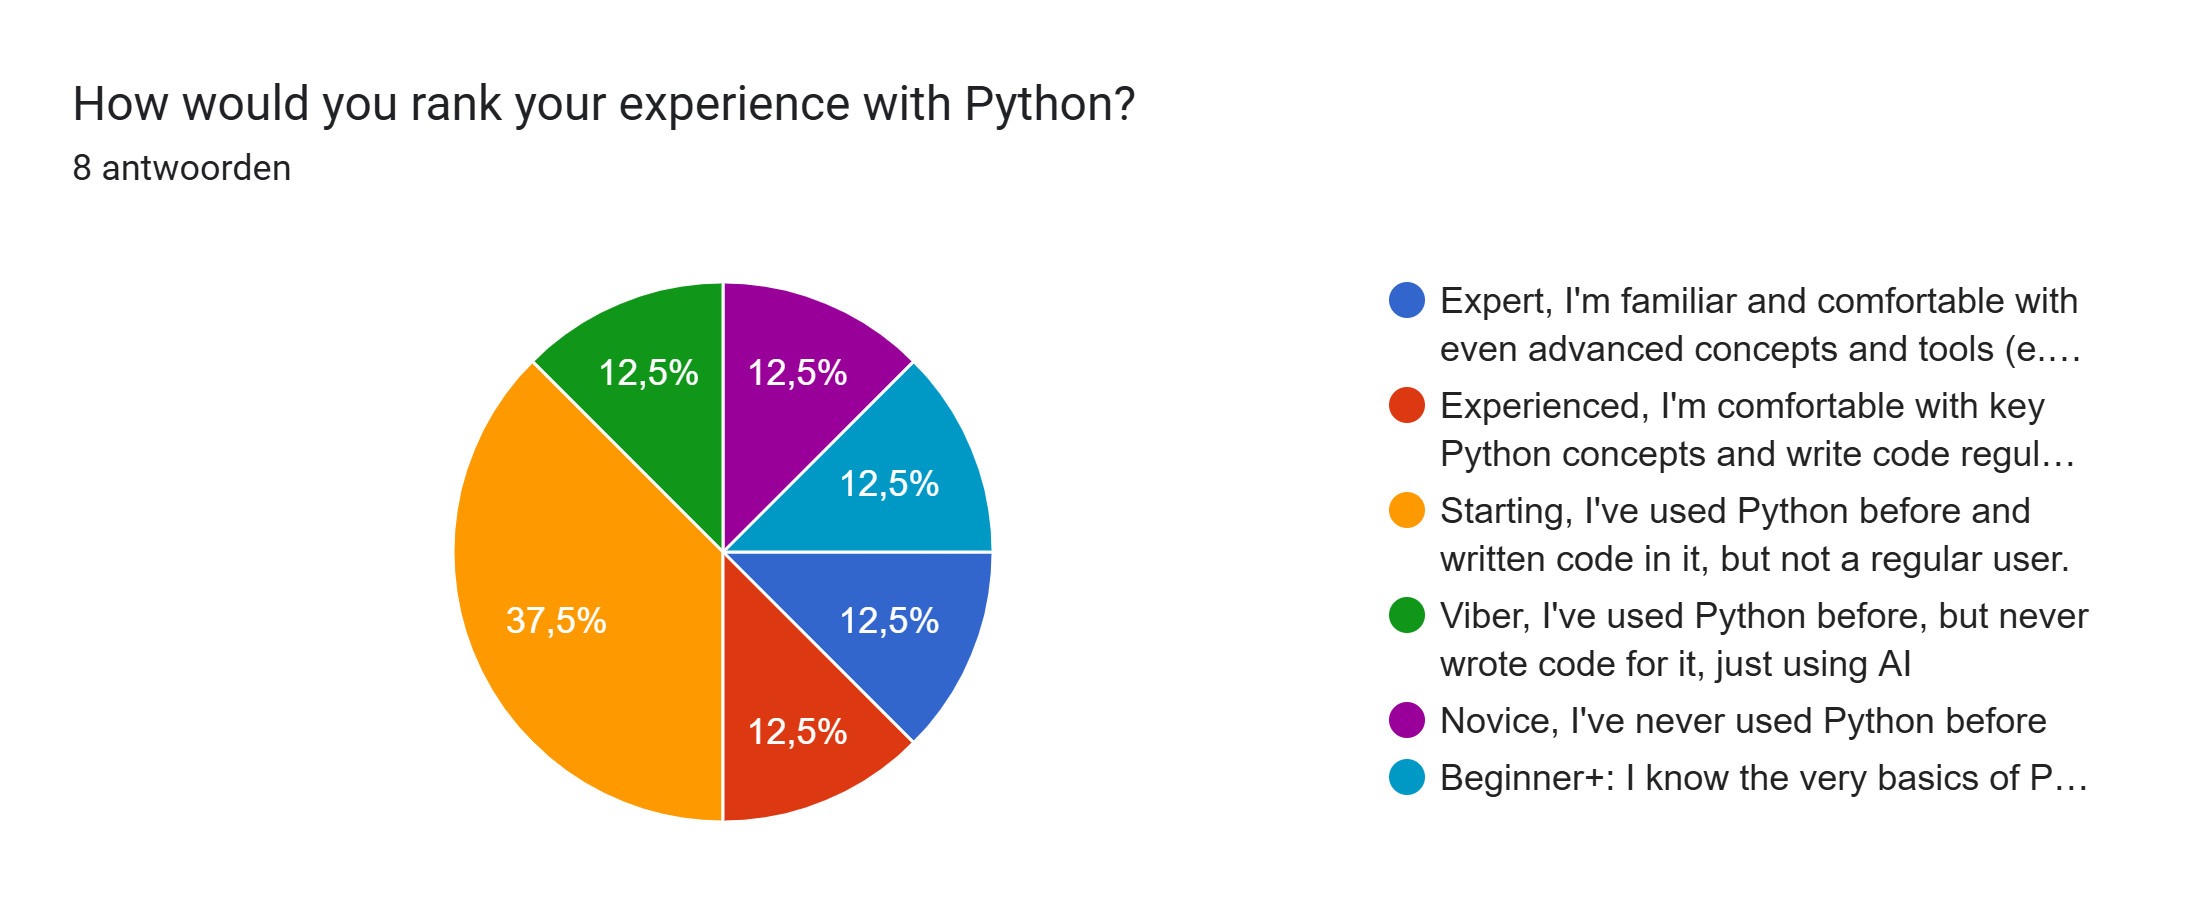 How would you rank your experience with Python?
8 antwoorden
12,5%
12,5%
12,5%
12,5%
37,5%
12,5%
Expert, I'm familiar and comfortable with
even advanced concepts and tools (e.…
Experienced, I'm comfortable with key
Python concepts and write code regul…
Starting, I've used Python before and
written code in it, but not a regular user.
Viber, I've used Python before, but never
wrote code for it, just using AI
Novice, I've never used Python before
Beginner+: I know the very basics of P…